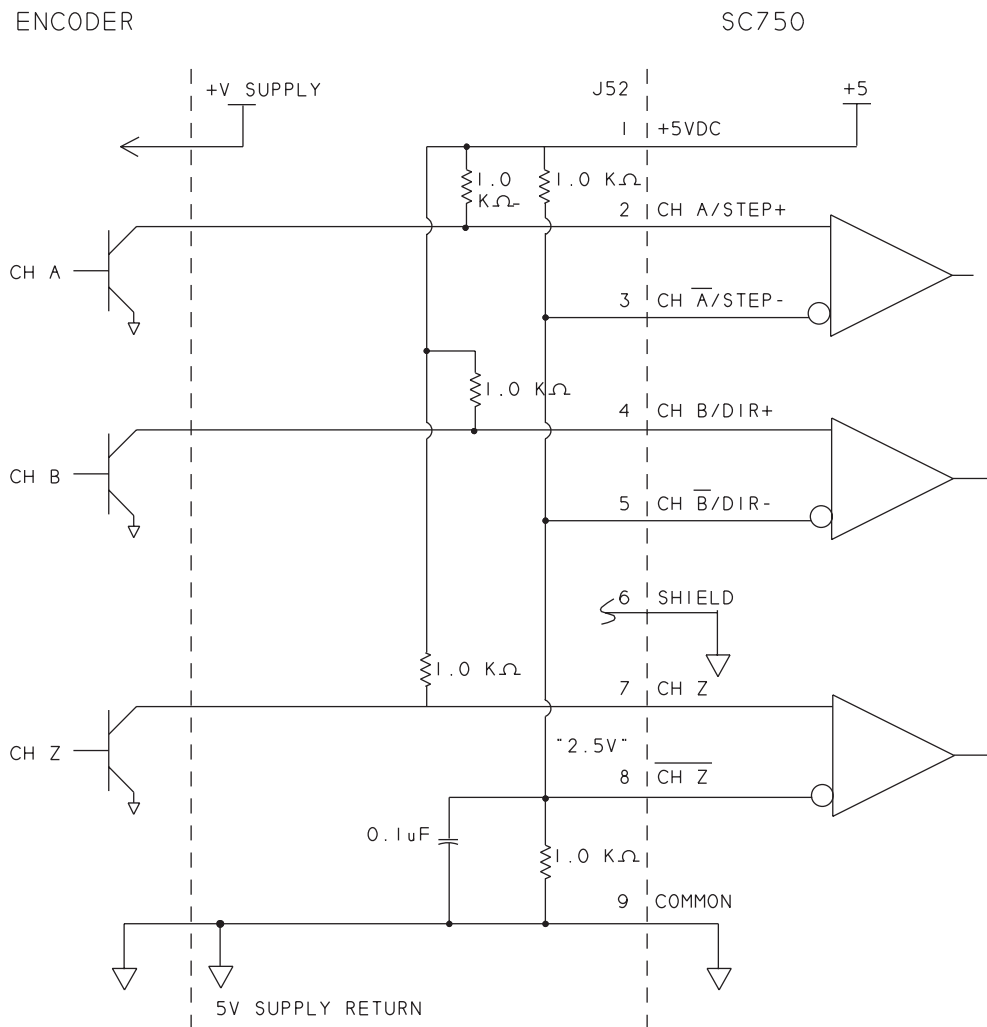 ENCODER
SC750
+V SUPPLY
J52
+5
1 +5VDC
1.0 KΩ
1.0 KΩ
2 CH A/STEP+
CH A
3 CH A̅/STEP-
1.0 KΩ
4 CH B/DIR+
CH B
5 CH B̅/DIR-
6 SHIELD
1.0 KΩ
7 CH Z
CH Z
"2.5V"
8 C̅H̅ Z̅
0.1uF
1.0 KΩ
9 COMMON
5V SUPPLY RETURN